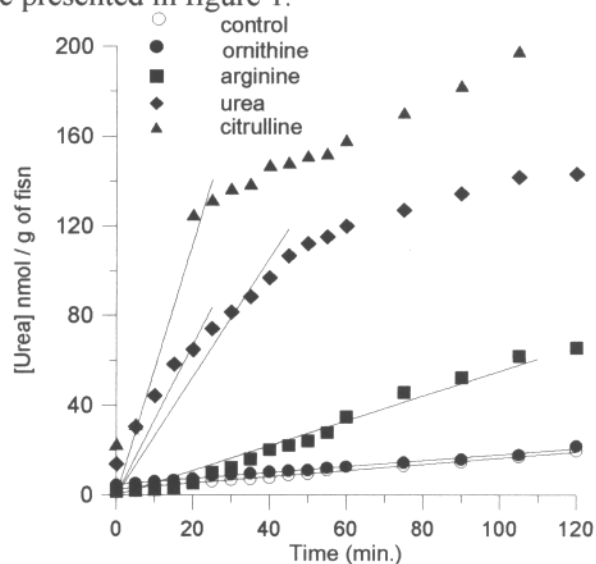 e presented in figure 1.
control
ornithine
arginine
urea
citrulline
200
160
120
80
40
0
[Urea] nmol / g of fisn
0 20 40 60 80 100 120
Time (min.)